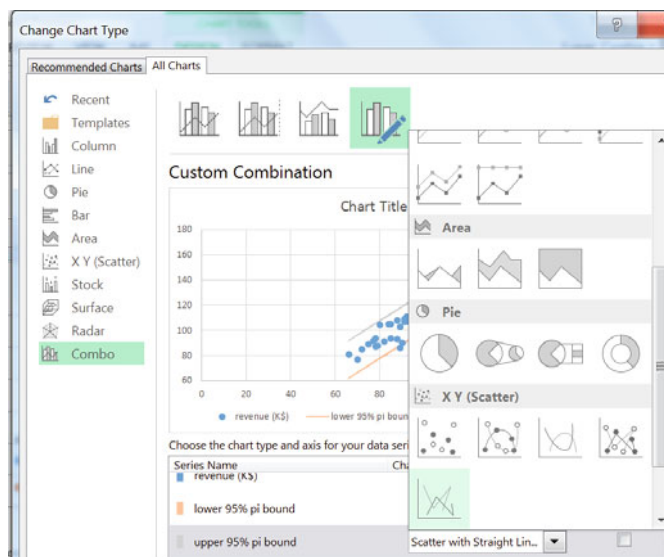 Change Chart Type
Recommended Charts
All Charts
Recent
Templates
Column
Line
Pie
Bar
Area
X Y (Scatter)
Stock
Surface
Radar
Combo
Custom Combination
Chart Title
180
160
140
120
100
80
60
0
20
40
60
80
revenue (K$)
lower 95% pi bound
Choose the chart type and axis for your data seri
Series Name
Cha
revenue (K$)
lower 95% pi bound
upper 95% pi bound
Area
Pie
X Y (Scatter)
Scatter with Straight Lin...